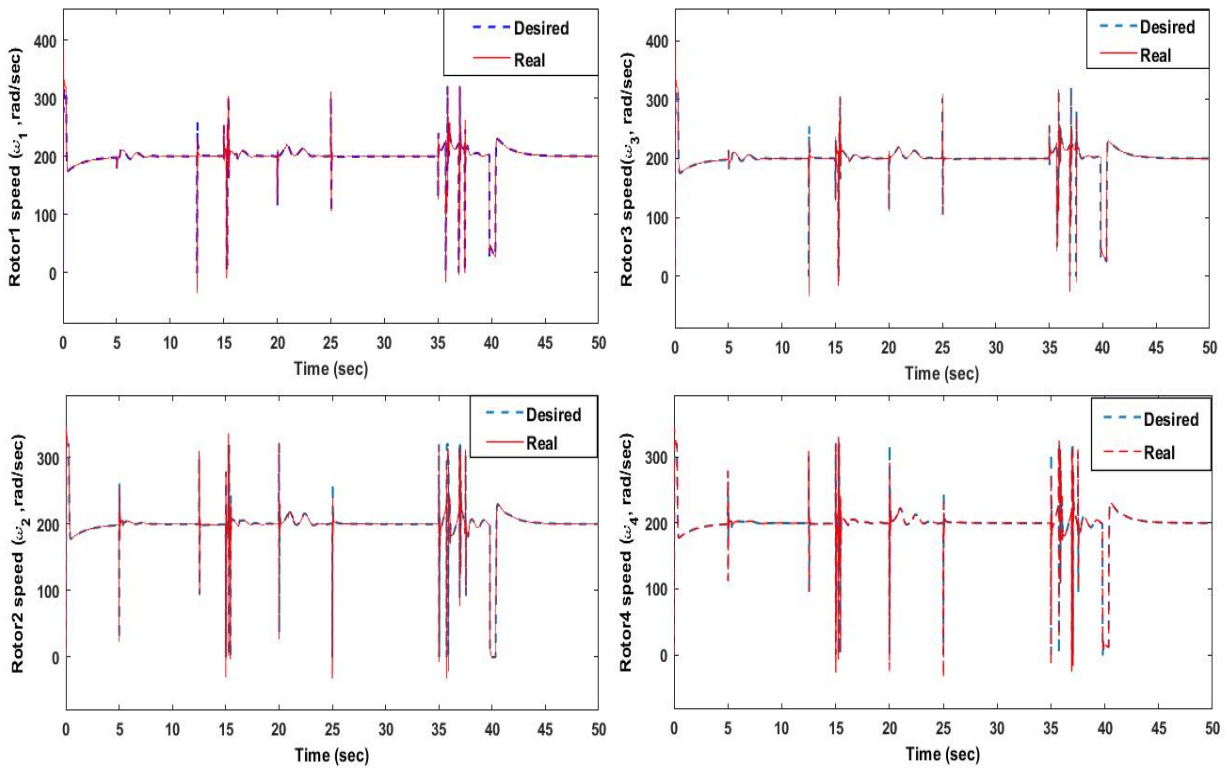 Desired
Real
400
300
200
100
0
Rotor1 speed (ω1 ,rad/sec)
0 5 10 15 20 25 30 35 40 45 50
Time (sec)
Desired
Real
400
300
200
100
0
Rotor3 speed(ω3, rad/sec)
0 5 10 15 20 25 30 35 40 45 50
Time (sec)
Desired
Real
300
200
100
0
Rotor2 speed (ω2 ,rad/sec)
0 5 10 15 20 25 30 35 40 45 50
Time (sec)
Desired
Real
300
200
100
0
Rotor4 speed (ω4, rad/sec)
0 5 10 15 20 25 30 35 40 45 50
Time (sec)